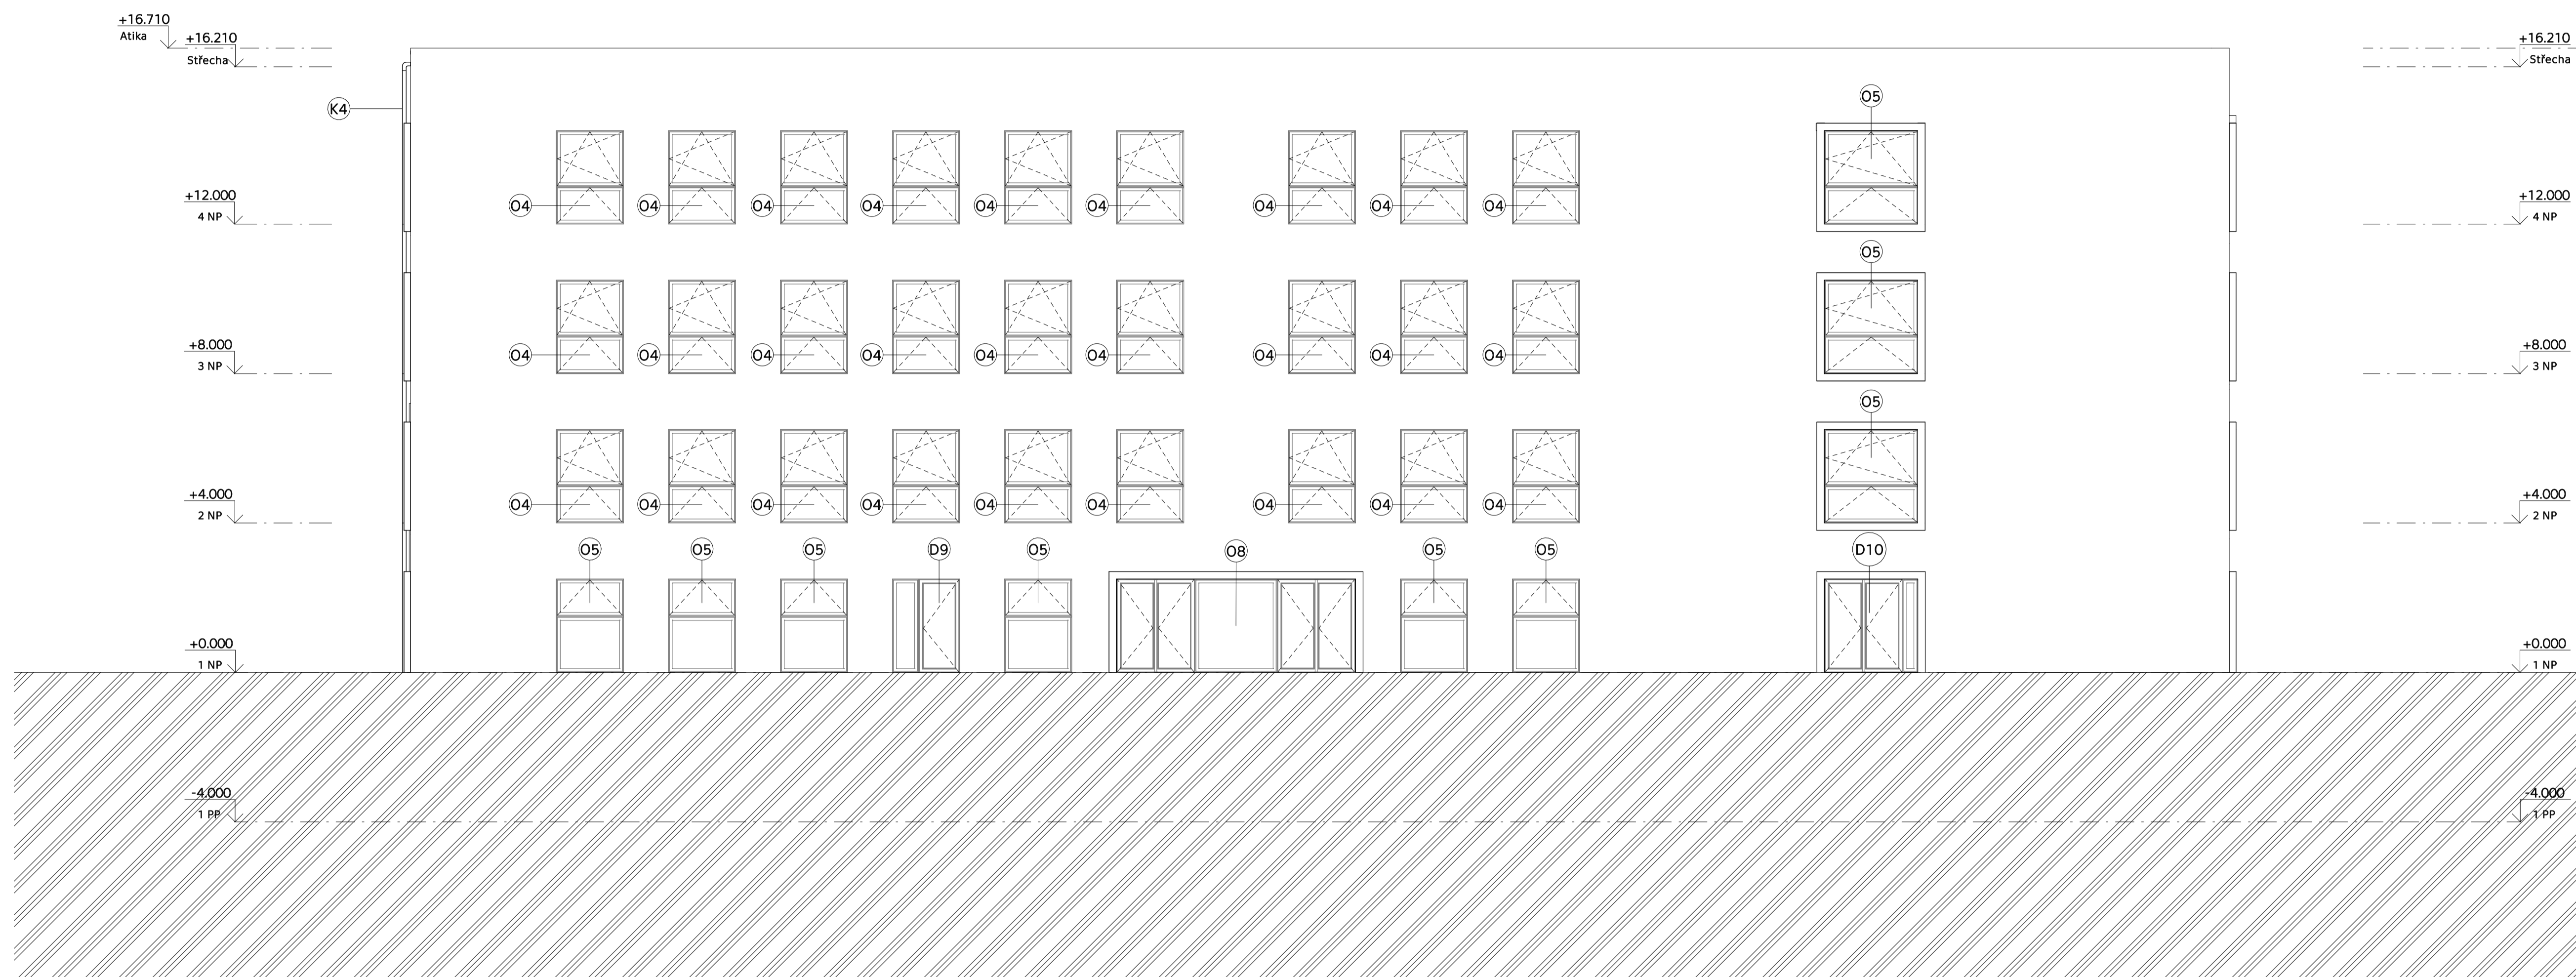 +16.710
Atika
+16.210
Střecha
+16.210
Střecha
K4
O5
+12.000
4 NP
O4 O4 O4 O4 O4 O4 O4 O4 O4
+12.000
4 NP
O5
+8.000
3 NP
O4 O4 O4 O4 O4 O4 O4 O4 O4
+8.000
3 NP
O5
+4.000
2 NP
O4 O4 O4 O4 O4 O4 O4 O4 O4
+4.000
2 NP
O5 O5 O5 D9 O5 O8 O5 O5 D10
+0.000
1 NP
+0.000
1 NP
-4.000
1 PP
-4.000
1 PP